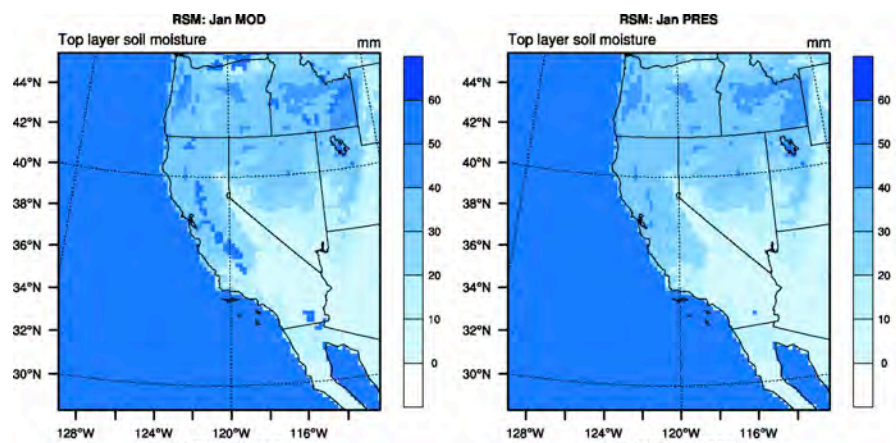 RSM: Jan MOD
Top layer soil moisture mm
44°N
42°N
40°N
38°N
36°N
34°N
32°N
30°N
128°W 124°W 120°W 116°W
60
50
40
30
20
10
0
RSM: Jan PRES
Top layer soil moisture mm
44°N
42°N
40°N
38°N
36°N
34°N
32°N
30°N
128°W 124°W 120°W 116°W
60
50
40
30
20
10
0